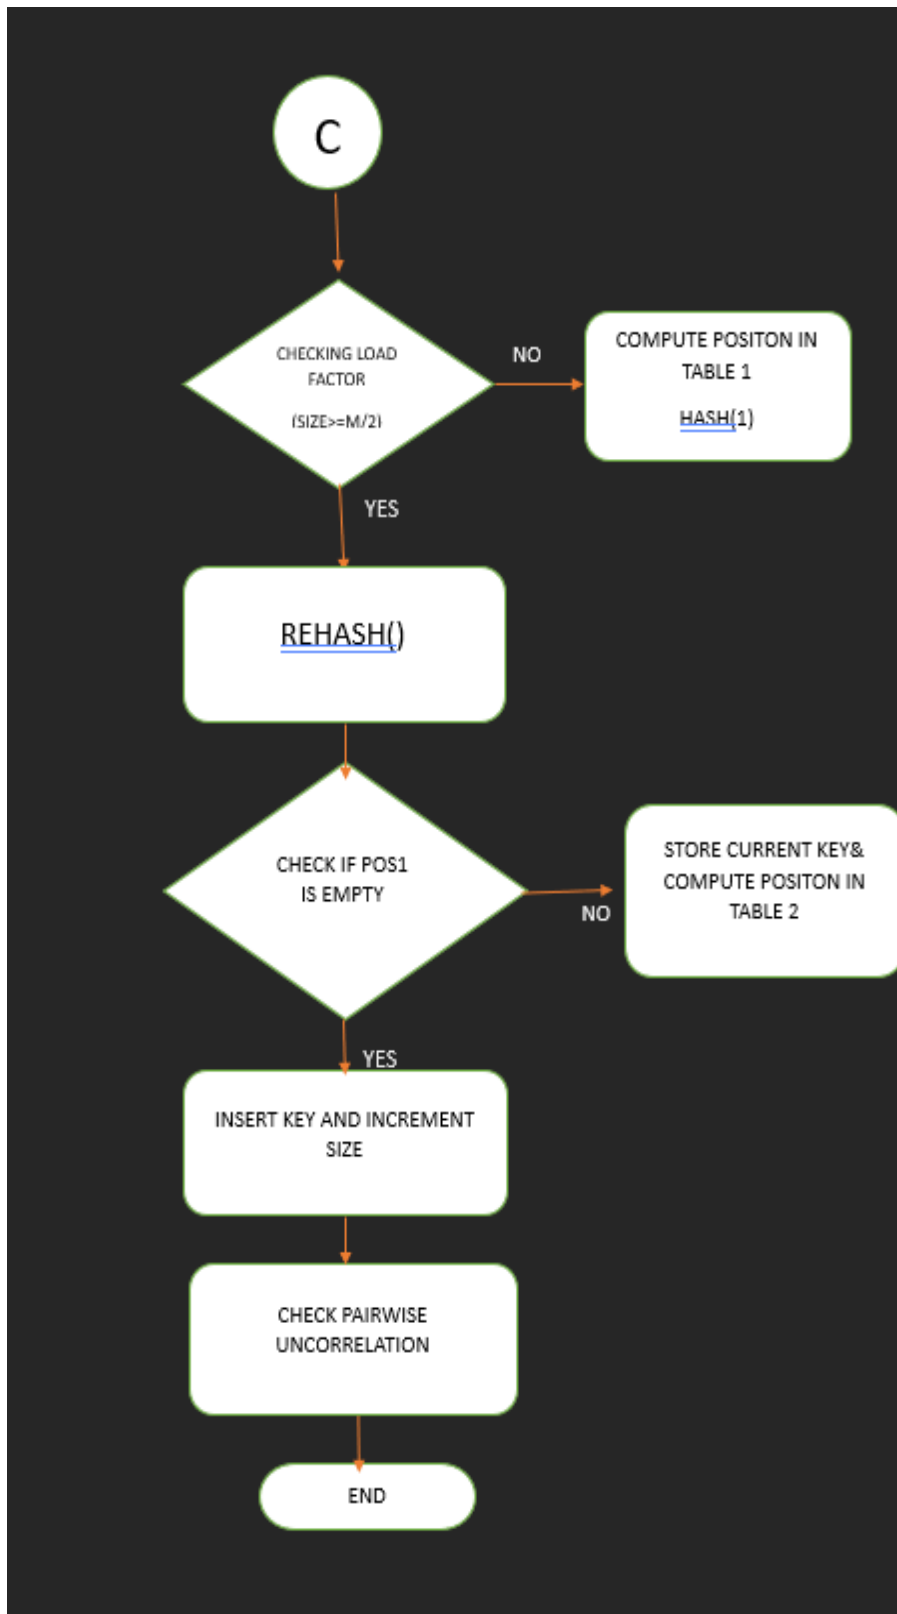 C
CHECKING LOAD
FACTOR
(SIZE>=M/2)
NO
COMPUTE POSITON IN
TABLE 1
HASH(1)
YES
REHASH()
CHECK IF POS1
IS EMPTY
NO
STORE CURRENT KEY&
COMPUTE POSITON IN
TABLE 2
YES
INSERT KEY AND INCREMENT
SIZE
CHECK PAIRWISE
UNCORRELATION
END